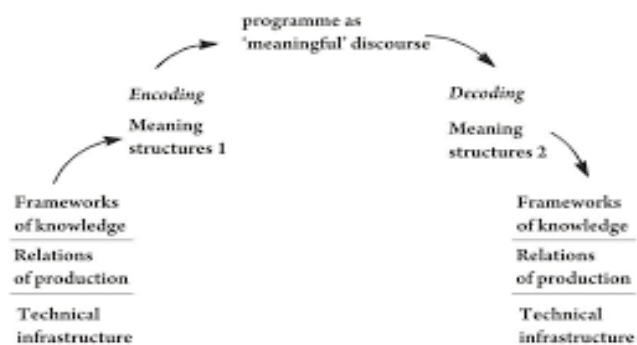 programme as
'meaningful' discourse
Encoding
Decoding
Meaning
structures 1
Meaning
structures 2
Frameworks
of knowledge
Relations
of production
Technical
infrastructure
Frameworks
of knowledge
Relations
of production
Technical
infrastructure